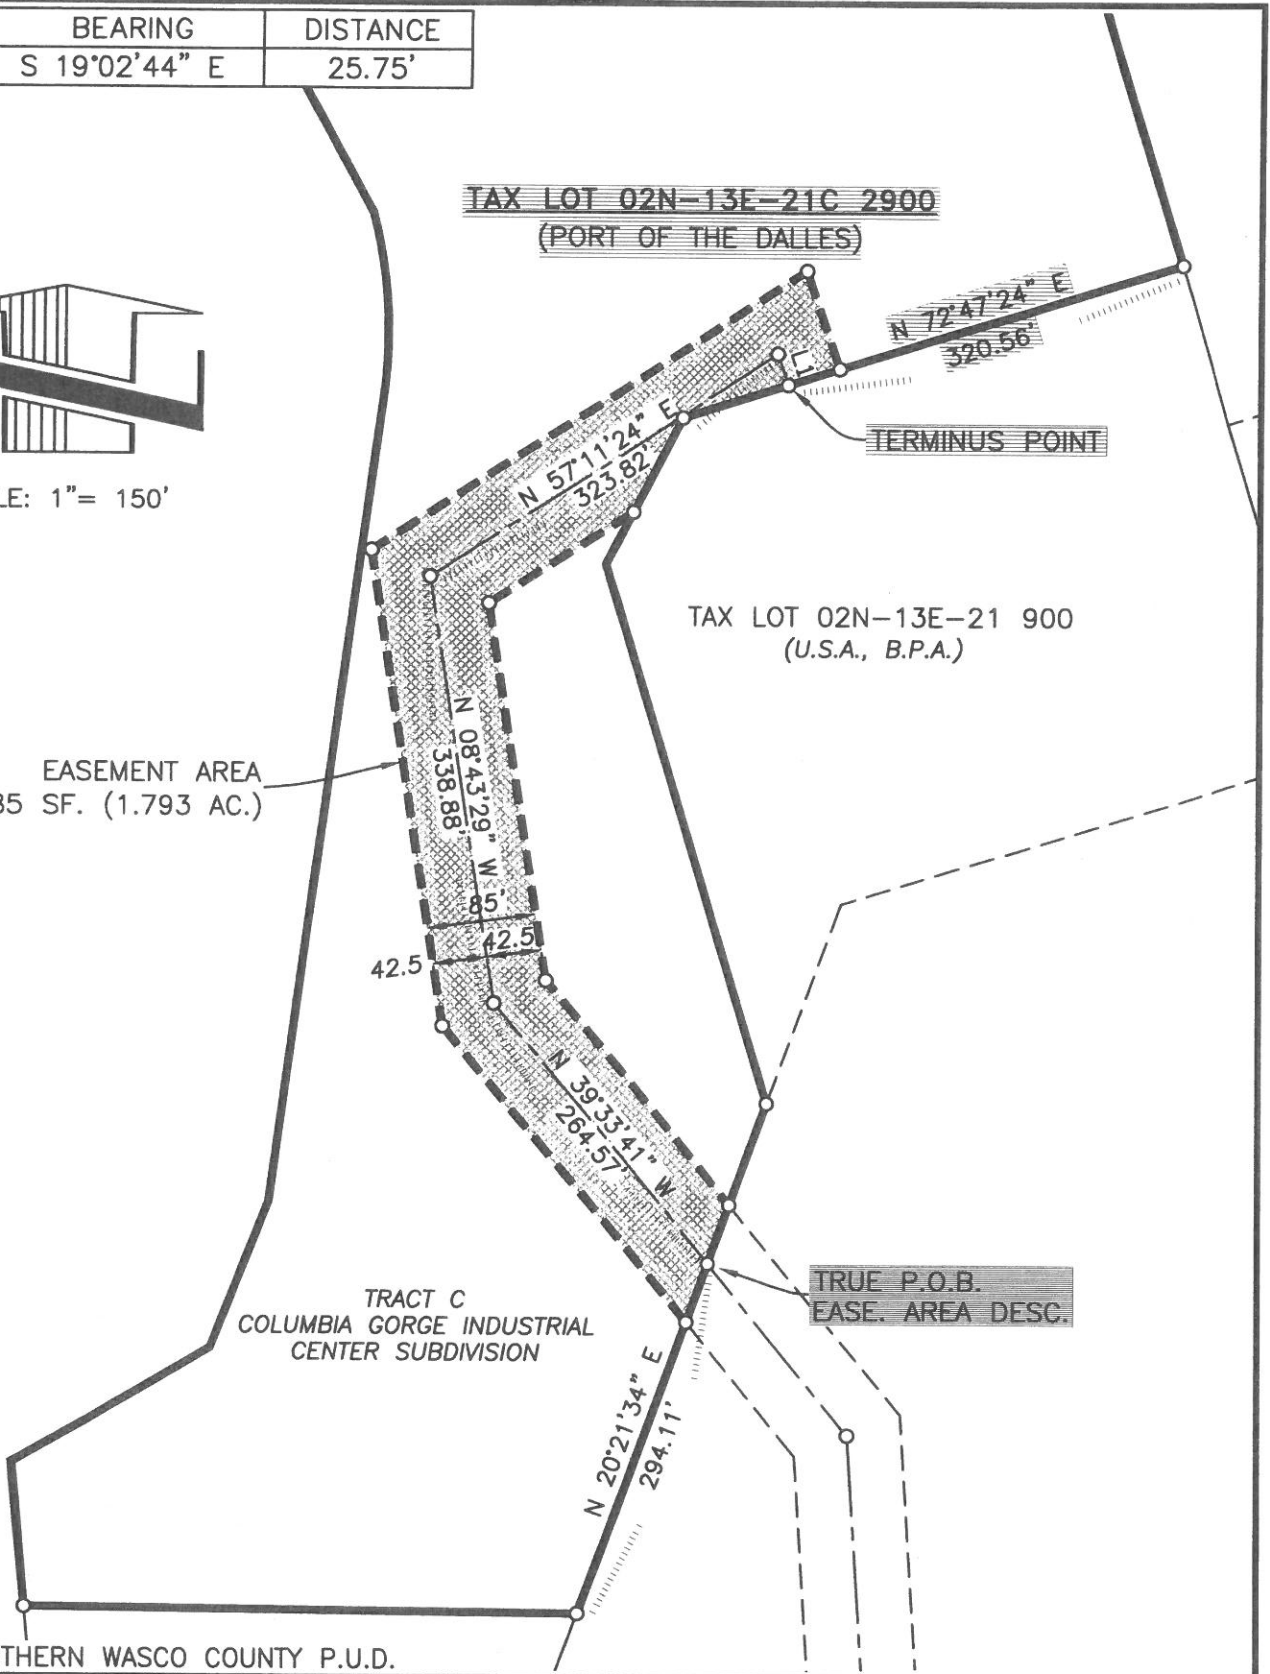 BEARING DISTANCE
S 19°02'44" E 25.75'
TAX LOT 02N-13E-21C 2900
(PORT OF THE DALLES)
N 72°47'24" E
320.56'
L1
TERMINUS POINT
N 57°11'24" E
323.82'
LE: 1"= 150'
TAX LOT 02N-13E-21 900
(U.S.A., B.P.A.)
N 08°43'29" W
338.88'
EASEMENT AREA
35 SF. (1.793 AC.)
85'
42.5
42.5
N 39°33'41" W
264.57'
TRUE P.O.B.
EASE. AREA DESC.
TRACT C
COLUMBIA GORGE INDUSTRIAL
CENTER SUBDIVISION
N 20°21'34" E
294.11'
THERN WASCO COUNTY P.U.D.